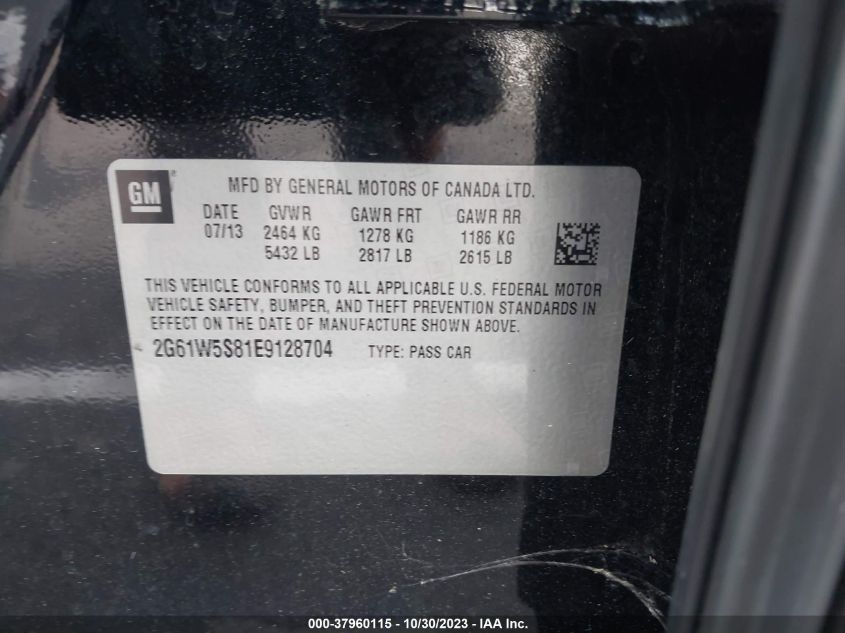 GM
MFD BY GENERAL MOTORS OF CANADA LTD.
DATE GVWR GAWR FRT GAWR RR
07/13 2464 KG 1278 KG 1186 KG
5432 LB 2817 LB 2615 LB
THIS VEHICLE CONFORMS TO ALL APPLICABLE U.S. FEDERAL MOTOR
VEHICLE SAFETY, BUMPER, AND THEFT PREVENTION STANDARDS IN
EFFECT ON THE DATE OF MANUFACTURE SHOWN ABOVE.
2G61W5S81E9128704 TYPE: PASS CAR
000-37960115 - 10/30/2023 - IAA Inc.